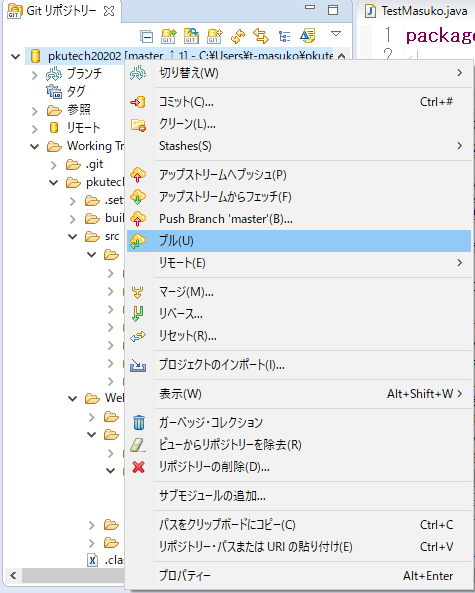 Git リポジトリー
TestMasuko.java
1 package
2
pkutech20202 [master ↑ 1] - C:¥Users¥t-masuko¥pkute
ブランチ
タグ
参照
リモート
Working Tr
.git
pkutech
.set
buil
src
Wel
.clas
切り替え(W)
コミット(C)... Ctrl+#
クリーン(L)...
Stashes(S)
アップストリームへプッシュ(P)
アップストリームからフェッチ(F)
Push Branch 'master'(B)...
プル(U)
リモート(E)
マージ(M)...
リベース...
リセット(R)...
プロジェクトのインポート(I)...
表示(W) Alt+Shift+W
ガーベッジ・コレクション
ビューからリポジトリーを除去(R)
リポジトリーの削除(D)...
サブモジュールの追加...
パスをクリップボードにコピー(C) Ctrl+C
リポジトリー・パスまたは URI の貼り付け(E) Ctrl+V
プロパティー Alt+Enter